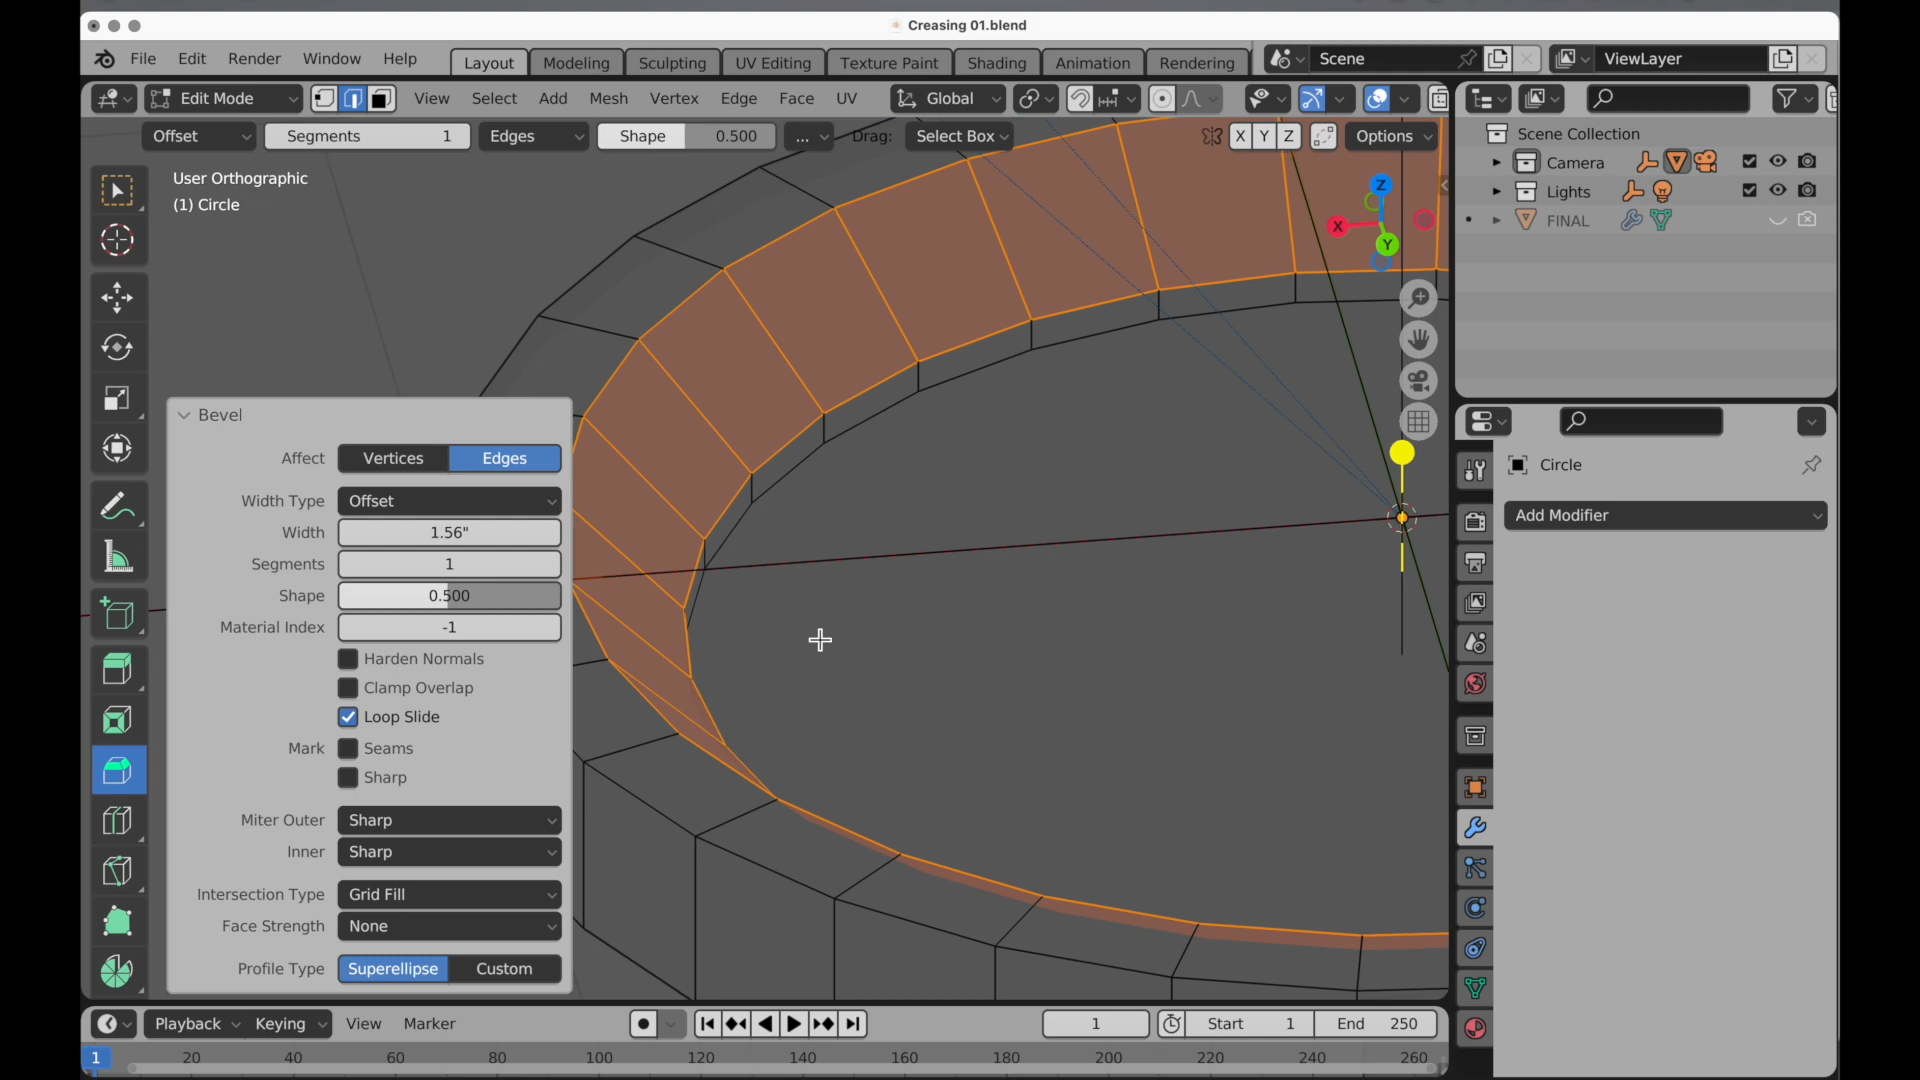 Creasing 01.blend
File Edit Render Window Help
Layout Modeling Sculpting UV Editing Texture Paint Shading Animation Rendering
Scene ViewLayer
Edit Mode View Select Add Mesh Vertex Edge Face UV Global
Offset Segments 1 Edges Shape 0.500 ... Drag: Select Box X Y Z Options
Scene Collection
Camera
Lights
FINAL
User Orthographic
(1) Circle
Z
X
Y
Bevel
Affect Vertices Edges
Width Type Offset
Width 1.56"
Segments 1
Shape 0.500
Material Index -1
Harden Normals
Clamp Overlap
Loop Slide
Mark Seams
Sharp
Miter Outer Sharp
Inner Sharp
Intersection Type Grid Fill
Face Strength None
Profile Type Superellipse Custom
Circle
Add Modifier
Playback Keying View Marker 1 Start 1 End 250
1 20 40 60 80 100 120 140 160 180 200 220 240 260